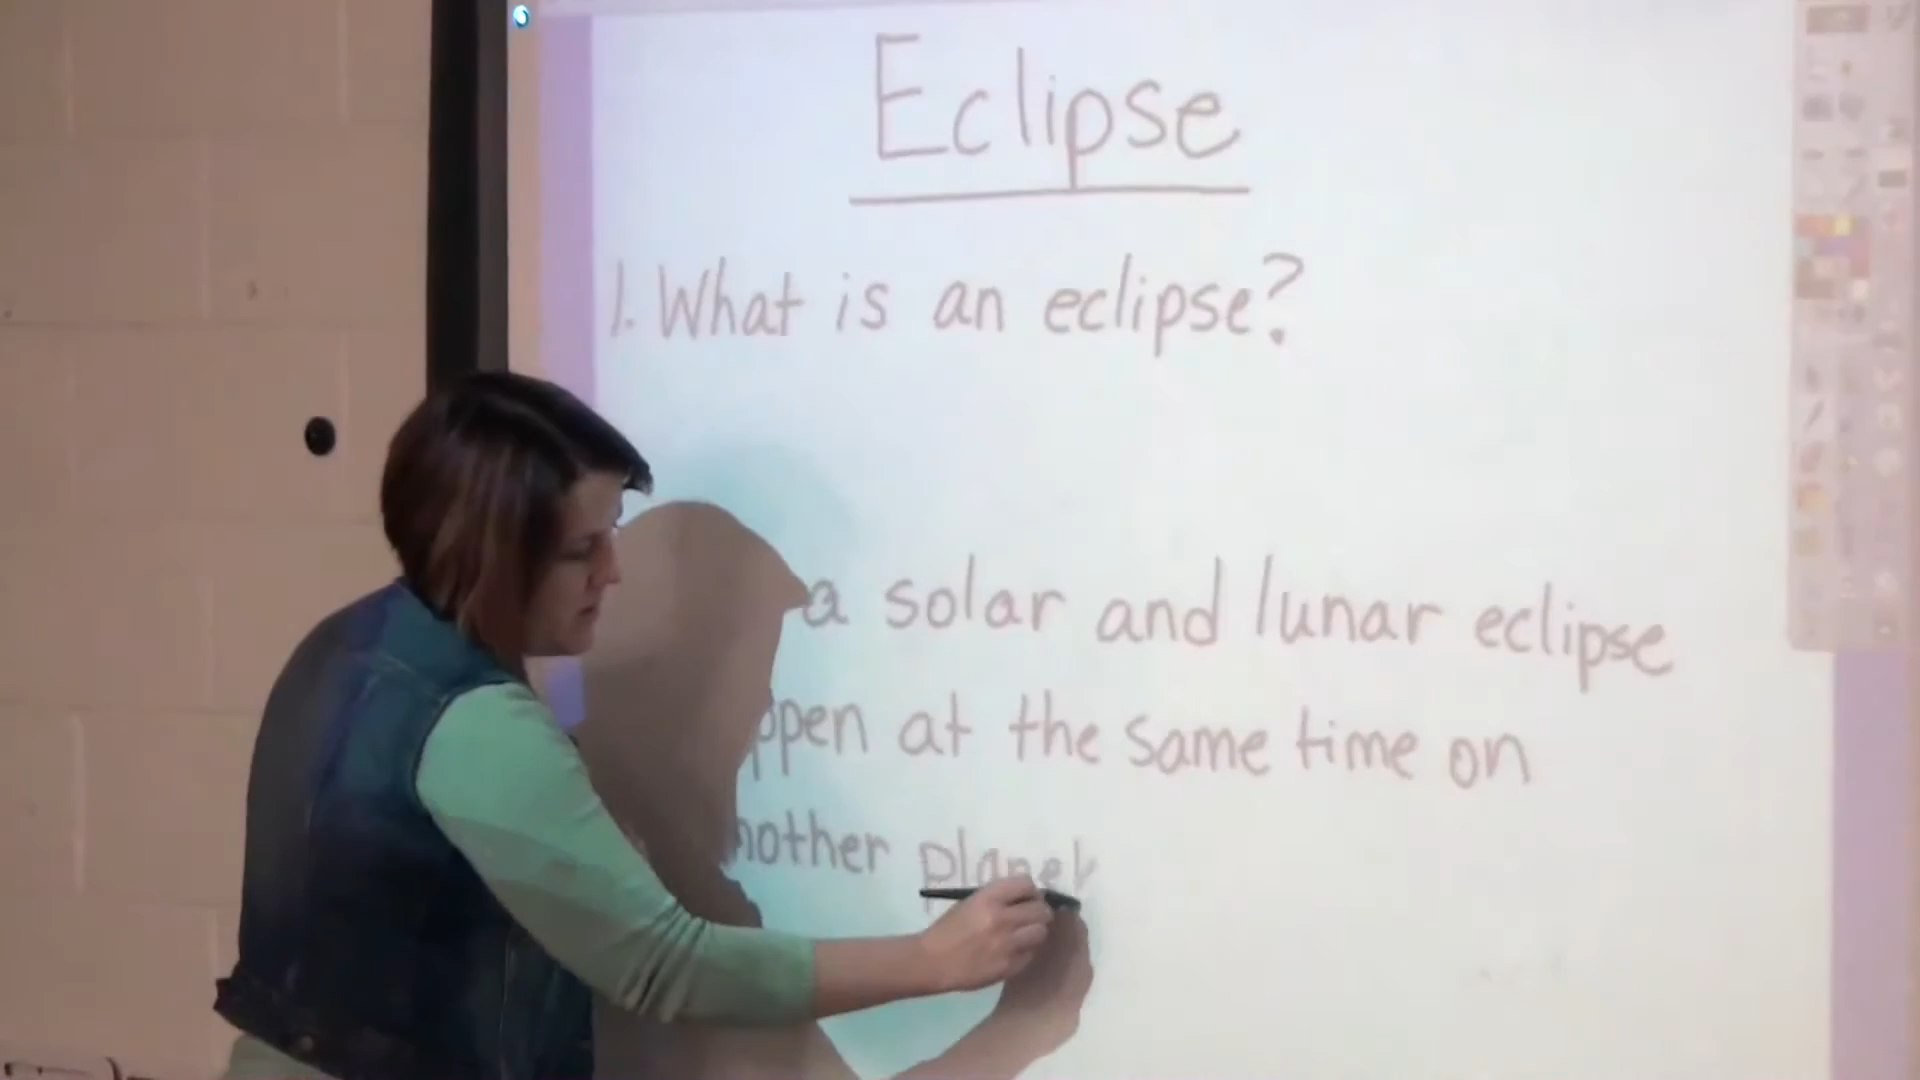 Eclipse
1. What is an eclipse?
a solar and lunar eclipse
ppen at the same time on
nother planet